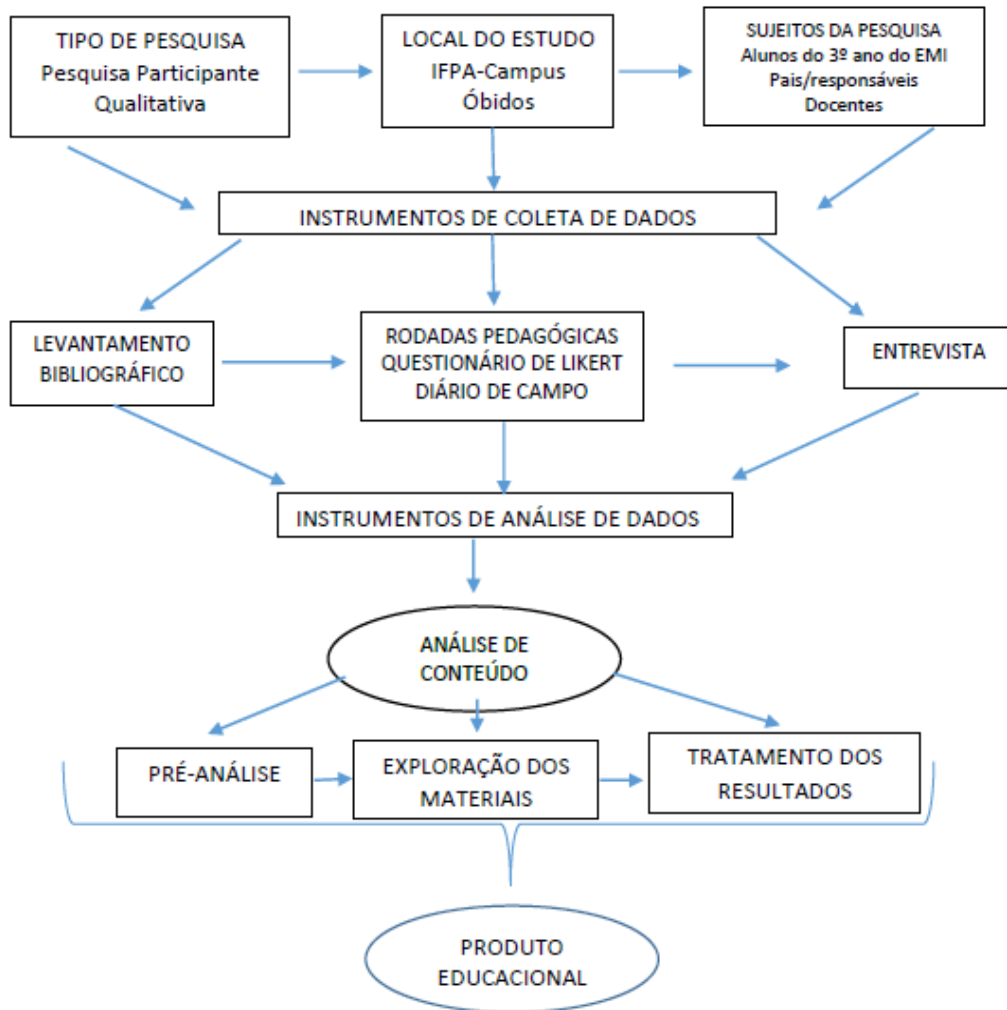 TIPO DE PESQUISA
Pesquisa Participante
Qualitativa
LOCAL DO ESTUDO
IFPA-Campus
Óbidos
SUJEITOS DA PESQUISA
Alunos do 3º ano do EMI
Pais/responsáveis
Docentes
INSTRUMENTOS DE COLETA DE DADOS
LEVANTAMENTO
BIBLIOGRÁFICO
RODADAS PEDAGÓGICAS
QUESTIONÁRIO DE LIKERT
DIÁRIO DE CAMPO
ENTREVISTA
INSTRUMENTOS DE ANÁLISE DE DADOS
ANÁLISE DE
CONTEÚDO
PRÉ-ANÁLISE
EXPLORAÇÃO DOS
MATERIAIS
TRATAMENTO DOS
RESULTADOS
PRODUTO
EDUCACIONAL